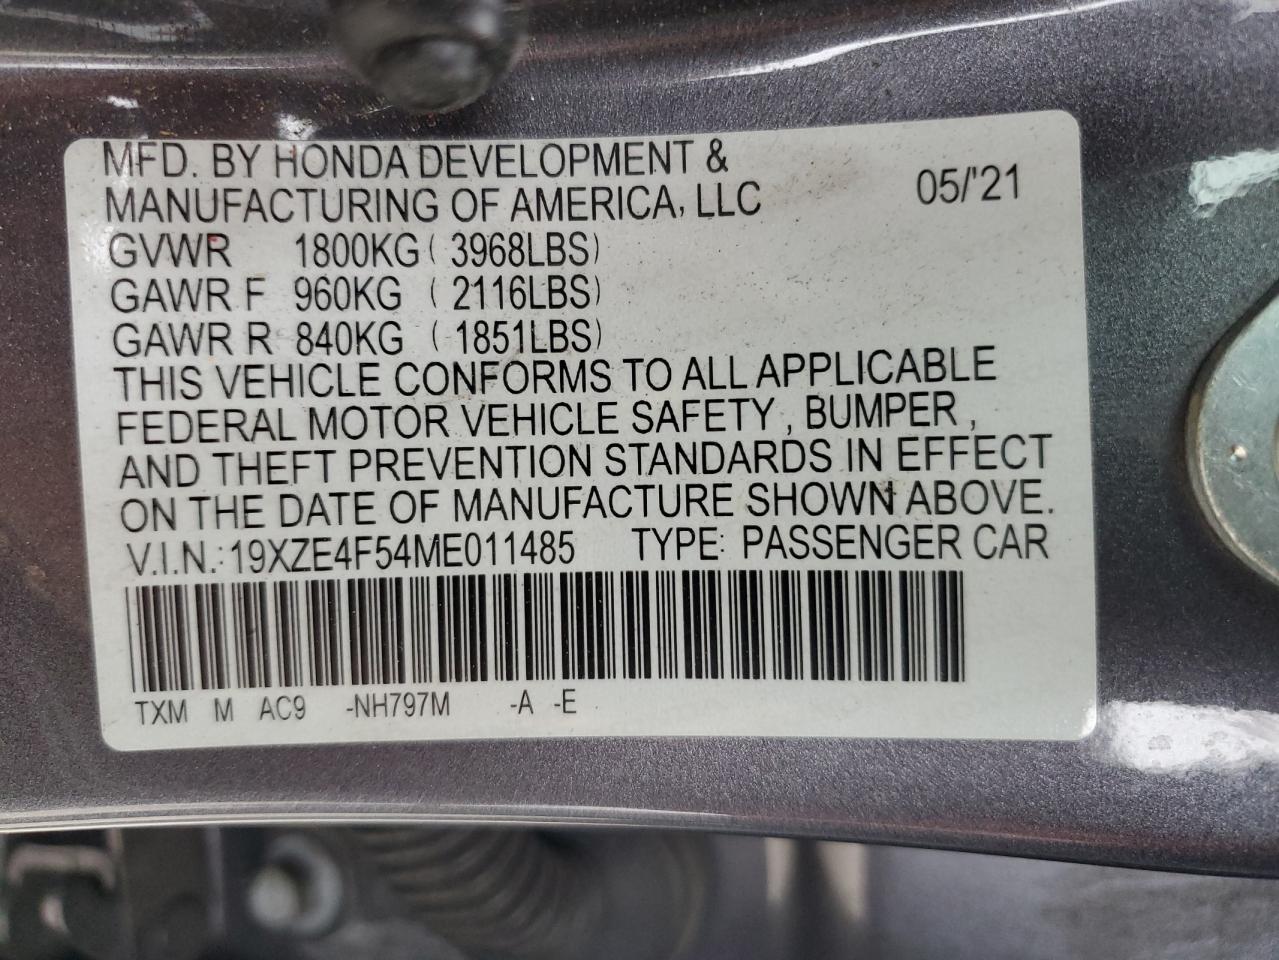 MFD. BY HONDA DEVELOPMENT &
MANUFACTURING OF AMERICA, LLC 05/'21
GVWR 1800KG ( 3968LBS)
GAWR F 960KG ( 2116LBS)
GAWR R 840KG ( 1851LBS)
THIS VEHICLE CONFORMS TO ALL APPLICABLE
FEDERAL MOTOR VEHICLE SAFETY , BUMPER ,
AND THEFT PREVENTION STANDARDS IN EFFECT
ON THE DATE OF MANUFACTURE SHOWN ABOVE.
V.I.N.: 19XZE4F54ME011485 TYPE: PASSENGER CAR
TXM M AC9 -NH797M -A -E